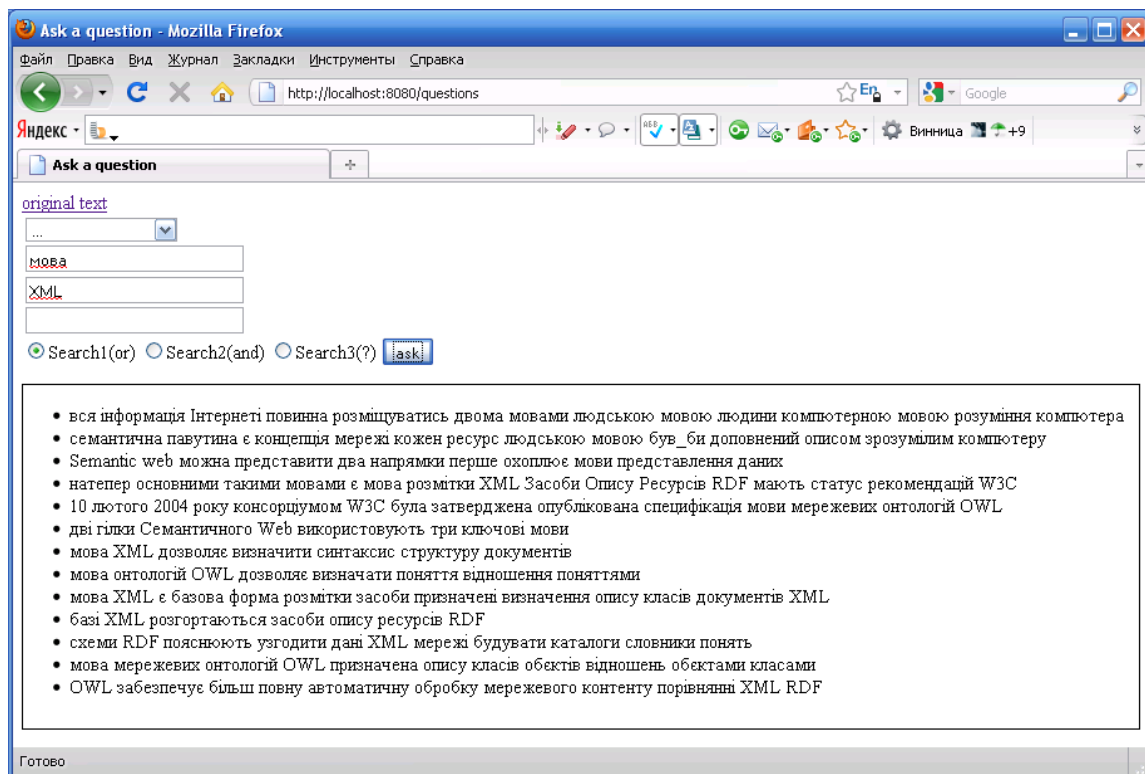 Ask a question - Mozilla Firefox
Файл Правка Вид Журнал Закладки Инструменты Справка
http://localhost:8080/questions En Google
Яндекс Винница +9
Ask a question
original text
...
мова
XML
Search1(or) Search2(and) Search3(?) ask
• вся інформація Інтернеті повинна розміщуватись двома мовами людською мовою людини компютерною мовою розуміння компютера
• семантична павутина є концепція мережі кожен ресурс людською мовою був_би доповнений описом зрозумілим компютеру
• Semantic web можна представити два напрямки перше охоплює мови представлення даних
• натепер основними такими мовами є мова розмітки XML Засоби Опису Ресурсів RDF мають статус рекомендацій W3C
• 10 лютого 2004 року консорціумом W3C була затверджена опублікована специфікація мови мережевих онтологій OWL
• дві гілки Семантичного Web використовують три ключові мови
• мова XML дозволяє визначити синтаксис структуру документів
• мова онтологій OWL дозволяє визначати поняття відношення поняттями
• мова XML є базова форма розмітки засоби призначені визначення опису класів документів XML
• базі XML розгортаються засоби опису ресурсів RDF
• схеми RDF пояснюють узгодити дані XML мережі будувати каталоги словники понять
• мова мережевих онтологій OWL призначена опису класів обєктів відношень обєктами класами
• OWL забезпечує більш повну автоматичну обробку мережевого контенту порівнянні XML RDF
Готово